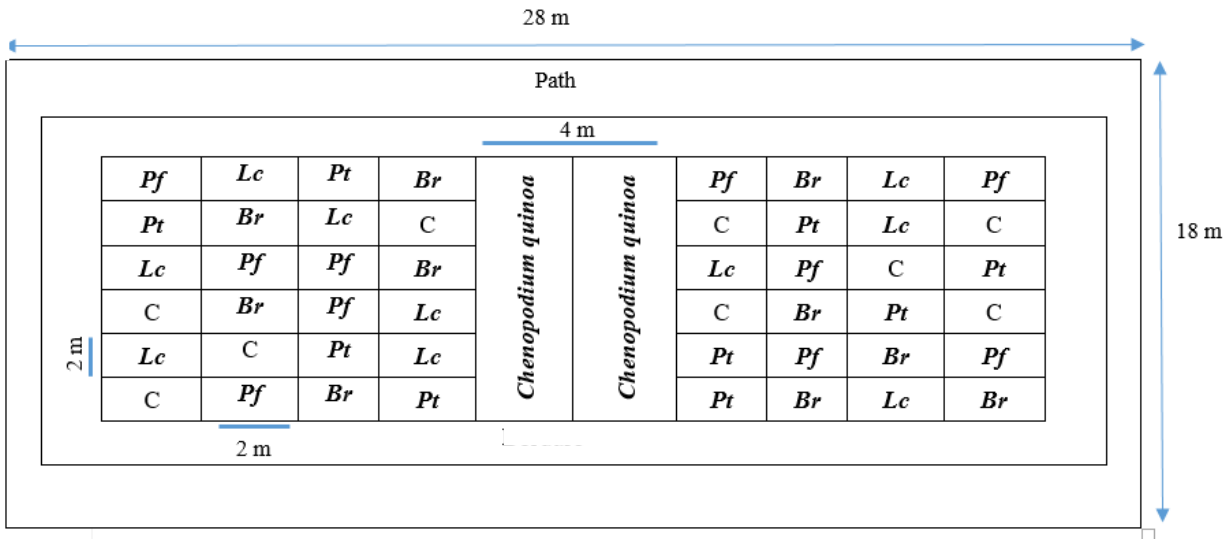 28 m
Path
4 m
Pf Lc Pt Br Chenopodium quinoa Chenopodium quinoa Pf Br Lc Pf
Pt Br Lc C C Pt Lc C
18 m
Lc Pf Pf Br Lc Pf C Pt
C Br Pf Lc C Br Pt C
2 m
Lc C Pt Lc Pt Pf Br Pf
C Pf Br Pt Pt Br Lc Br
2 m